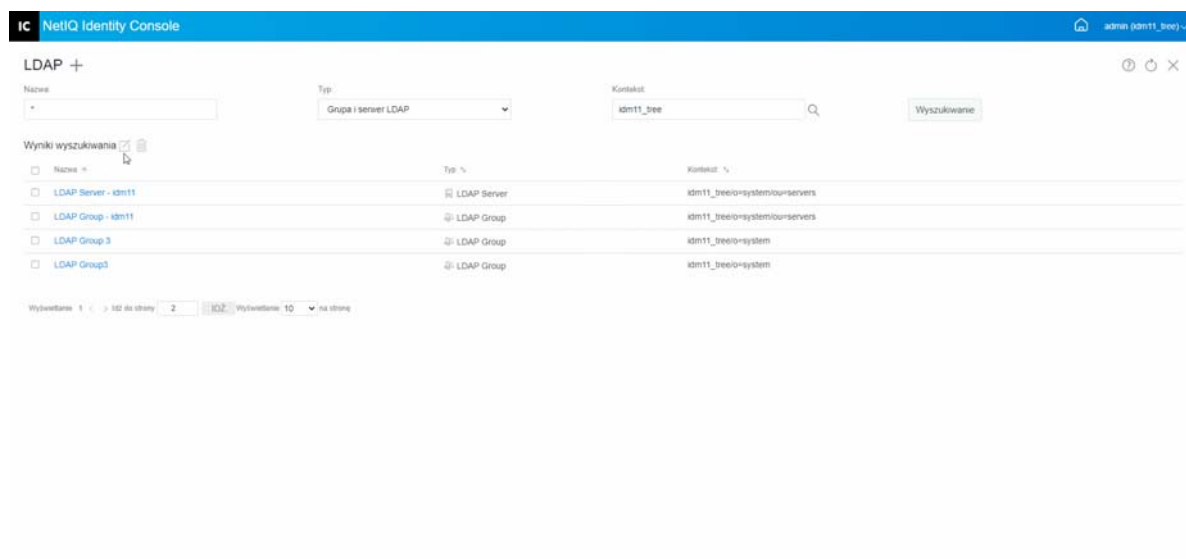 IC NetIQ Identity Console admin (idm11_tree)
LDAP +
Nazwa Typ Kontekst
* Grupa i serwer LDAP idm11_tree Wyszukiwanie
Wyniki wyszukiwania
Nazwa Typ Kontekst
LDAP Server - idm11 LDAP Server idm11_tree/o=system/ou=servers
LDAP Group - idm11 LDAP Group idm11_tree/o=system/ou=servers
LDAP Group 3 LDAP Group idm11_tree/o=system
LDAP Group3 LDAP Group idm11_tree/o=system
Wyświetlanie 1 < > Idź do strony 2 IDŹ Wyświetlanie 10 na stronę